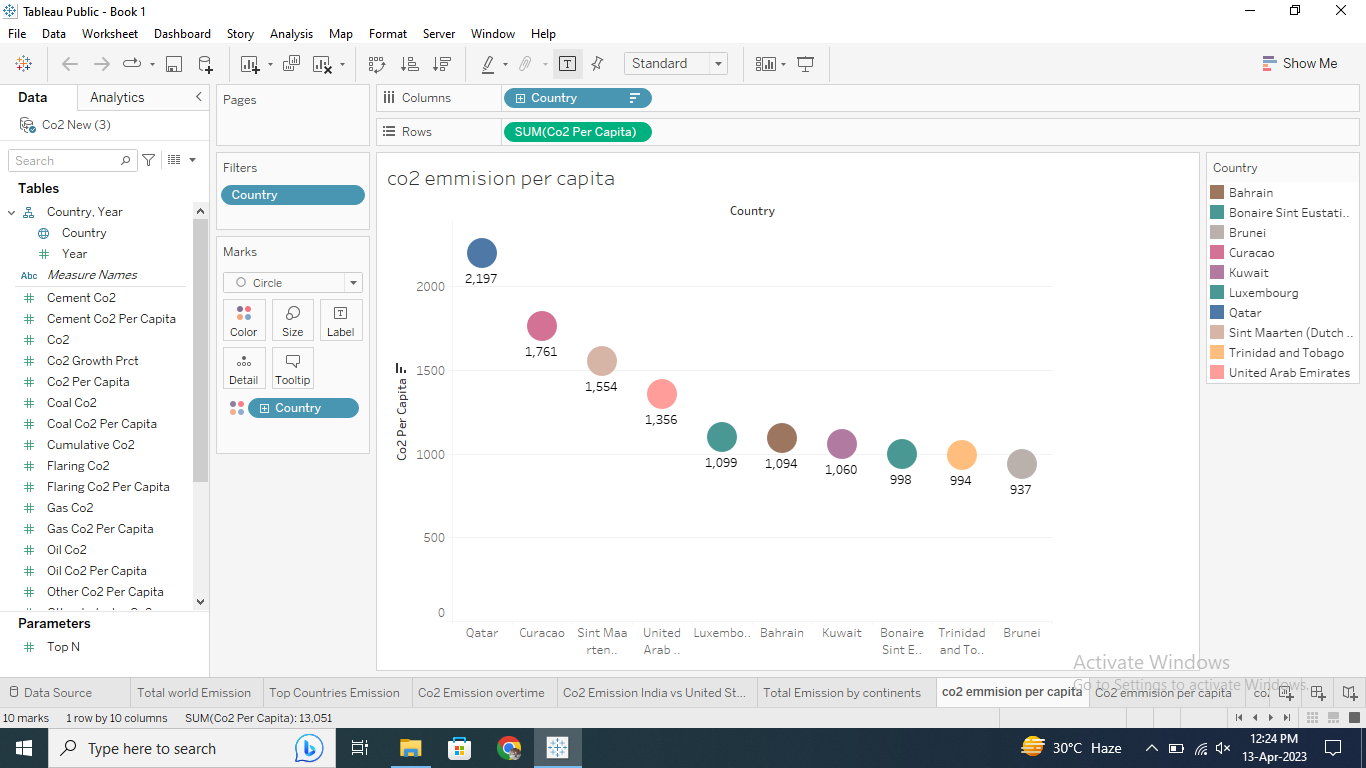 Tableau Public - Book 1
File Data Worksheet Dashboard Story Analysis Map Format Server Window Help
Standard
Show Me
Data Analytics
Co2 New (3)
Search
Tables
Country, Year
Country
Year
Abc Measure Names
Cement Co2
Cement Co2 Per Capita
Co2
Co2 Growth Prct
Co2 Per Capita
Coal Co2
Coal Co2 Per Capita
Cumulative Co2
Flaring Co2
Flaring Co2 Per Capita
Gas Co2
Gas Co2 Per Capita
Oil Co2
Oil Co2 Per Capita
Other Co2 Per Capita
Parameters
Top N
Pages
Filters
Country
Marks
Circle
Color Size Label
Detail Tooltip
Country
Columns Country
Rows SUM(Co2 Per Capita)
co2 emmision per capita
Country
Co2 Per Capita
2000
1500
1000
500
0
2,197
1,761
1,554
1,356
1,099
1,094
1,060
998
994
937
Qatar
Curacao
Sint Maa
rten..
United
Arab ..
Luxembo..
Bahrain
Kuwait
Bonaire
Sint E..
Trinidad
and To..
Brunei
Country
Bahrain
Bonaire Sint Eustati..
Brunei
Curacao
Kuwait
Luxembourg
Qatar
Sint Maarten (Dutch ..
Trinidad and Tobago
United Arab Emirates
Activate Windows
Go to Settings to activate Windows.
Data Source Total world Emission Top Countries Emission Co2 Emission overtime Co2 Emission India vs United St... Total Emission by continents co2 emmision per capita Co2 emmision per capita co.
10 marks 1 row by 10 columns SUM(Co2 Per Capita): 13,051
Type here to search
30°C Haze
12:24 PM
13-Apr-2023